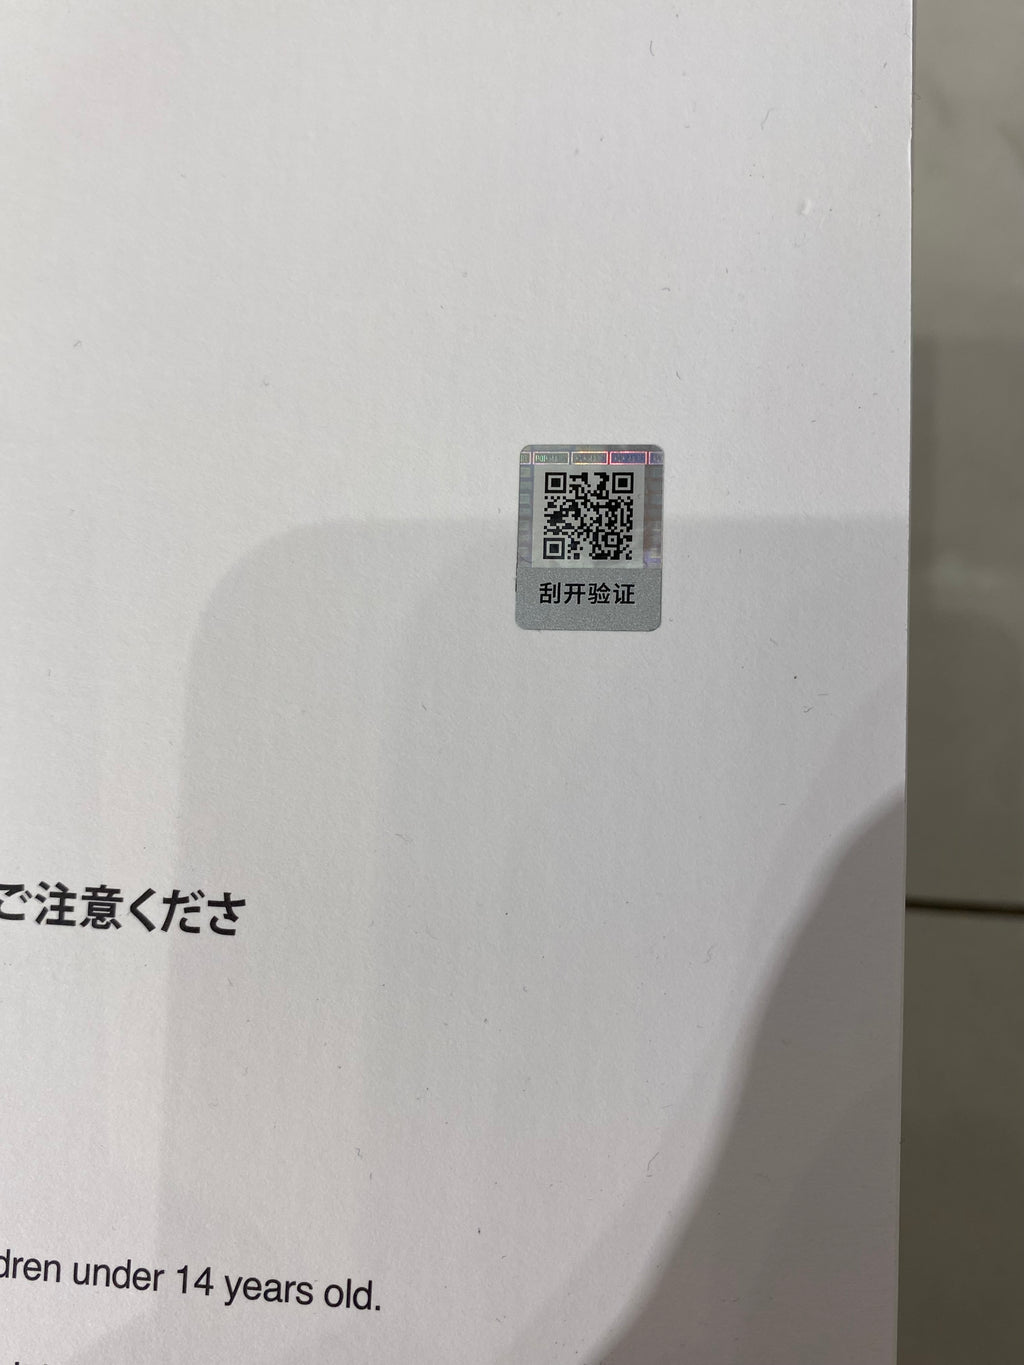 刮开验证
ご注意くださ
dren under 14 years old.